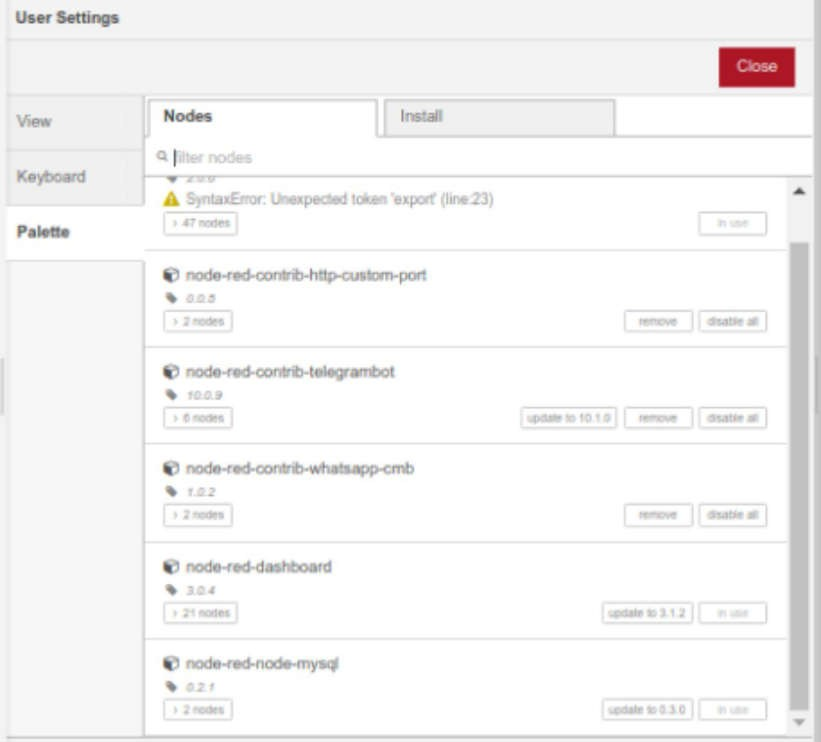 User Settings
Close
View
Keyboard
Palette
Nodes
Install
filter nodes
2.0.0
SyntaxError: Unexpected token 'export' (line:23)
› 47 nodes
in use
node-red-contrib-http-custom-port
0.0.5
› 2 nodes
remove
disable all
node-red-contrib-telegrambot
10.0.9
› 6 nodes
update to 10.1.0
remove
disable all
node-red-contrib-whatsapp-cmb
1.0.2
› 2 nodes
remove
disable all
node-red-dashboard
3.0.4
› 21 nodes
update to 3.1.2
in use
node-red-node-mysql
0.2.1
› 2 nodes
update to 0.3.0
in use